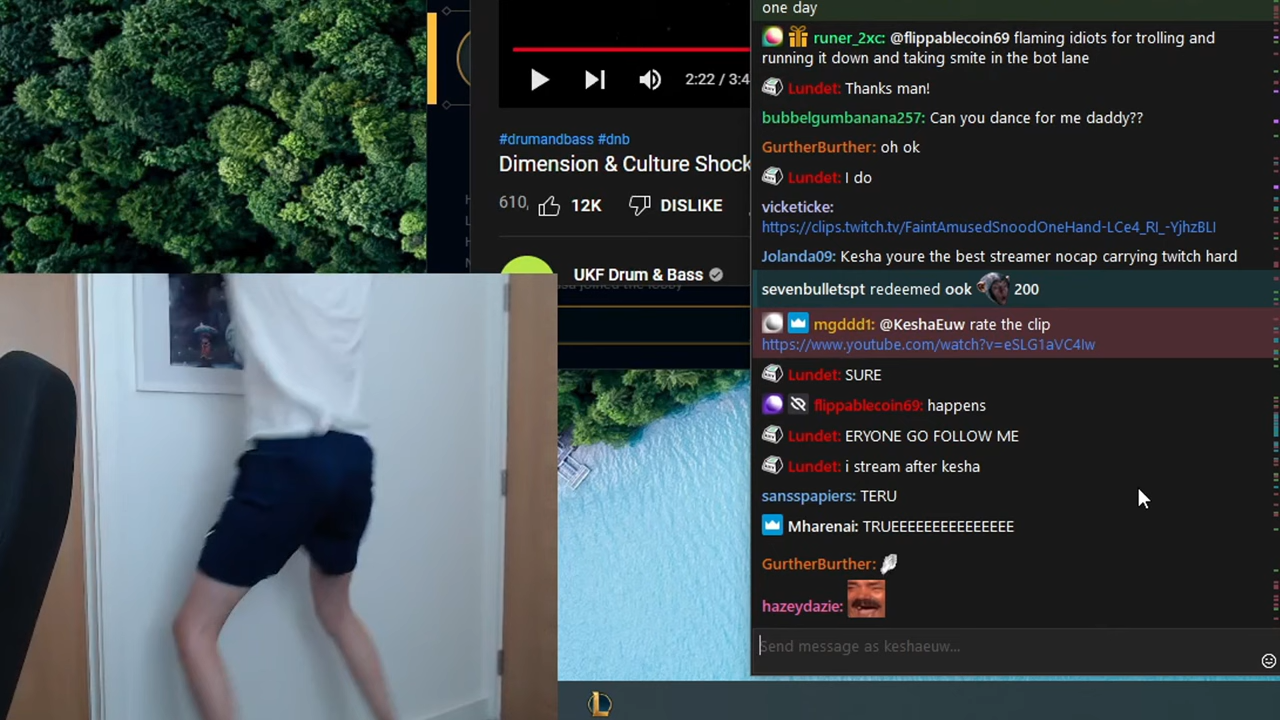 one day
runer_2xc: @flippablecoin69 flaming idiots for trolling and
running it down and taking smite in the bot lane
Lundet: Thanks man!
bubbelgumbanana257: Can you dance for me daddy??
GurtherBurther: oh ok
Lundet: I do
vicketicke:
https://clips.twitch.tv/FaintAmusedSnoodOneHand-LCe4_RI_-YjhzBLI
Jolanda09: Kesha youre the best streamer nocap carrying twitch hard
sevenbulletspt redeemed ook 200
mgddd1: @KeshaEuw rate the clip
https://www.youtube.com/watch?v=eSLG1aVC4Iw
Lundet: SURE
flippablecoin69: happens
Lundet: ERYONE GO FOLLOW ME
Lundet: i stream after kesha
sansspapiers: TERU
Mharenai: TRUEEEEEEEEEEEEEEE
GurtherBurther:
hazeydazie:
Send message as keshaeuw...
2:22 / 3:4
#drumandbass #dnb
Dimension & Culture Shock
610,
12K
DISLIKE
UKF Drum & Bass
joined the lobby